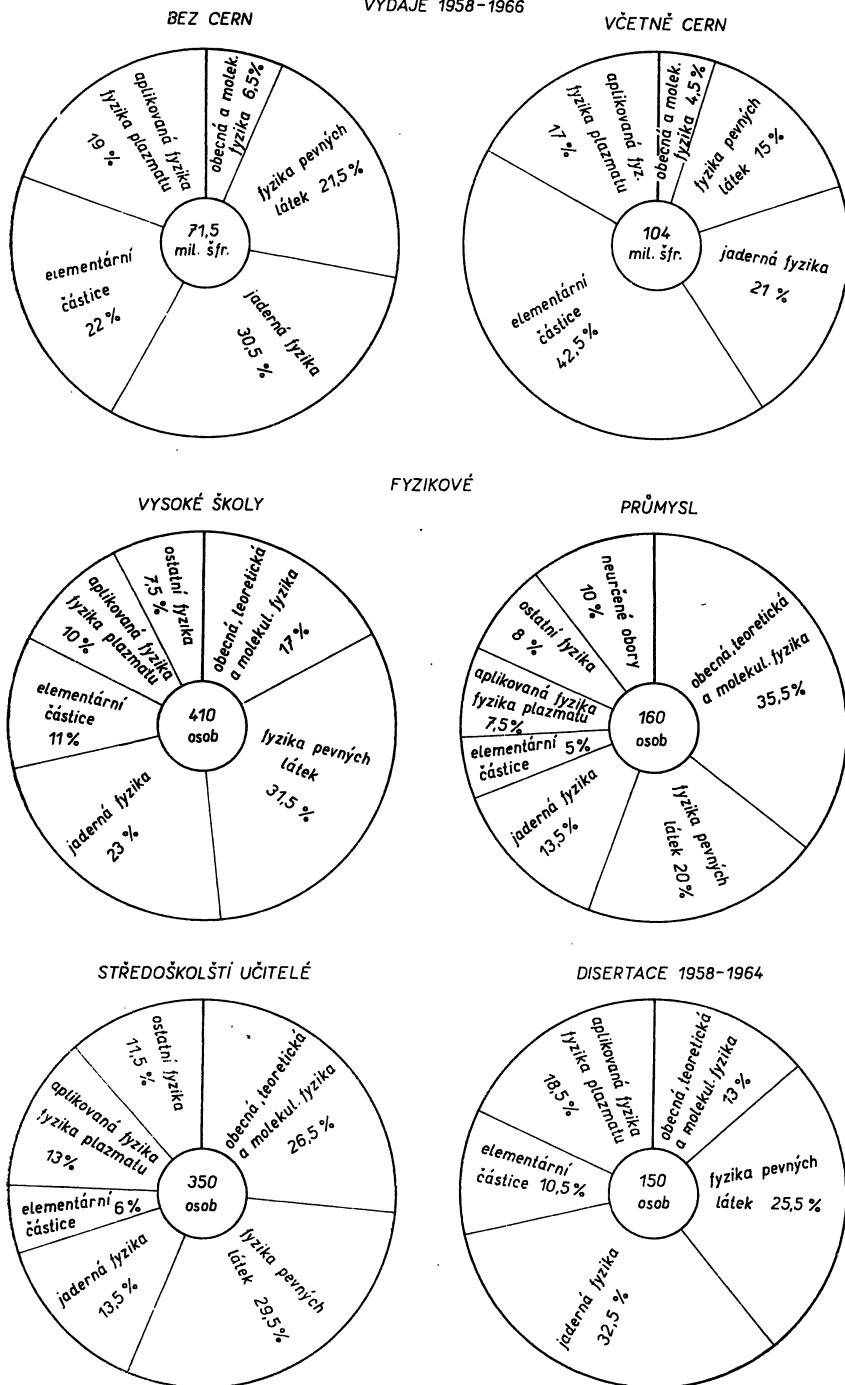 VÝDAJE 1958-1966
BEZ CERN
obecná a molek.
fyzika 6,5%
fyzika pevných
látek 21,5%
jaderná fyzika
30,5 %
elementární
částice
22 %
aplikovaná fyzika
fyzika plazmatu
19 %
71,5
mil. šfr.
VČETNĚ CERN
obecná a molek.
fyzika 4,5%
fyzika pevných
látek 15%
jaderná fyzika
21 %
elementární
částice
42,5%
aplikovaná fyz.
fyzika plazmatu
17 %
104
mil. šfr.
FYZIKOVÉ
VYSOKÉ ŠKOLY
obecná, teoretická
a molekul. fyzika
17%
fyzika pevných
látek
31,5%
jaderná fyzika
23 %
elementární
částice
11%
aplikovaná fyzika
fyzika plazmatu
10 %
ostatní fyzika
7,5 %
410
osob
PRŮMYSL
obecná, teoretická
a molekul. fyzika
35,5%
fyzika pevných
látek 20%
jaderná fyzika
13,5%
elementární 5%
částice
aplikovaná fyzika
fyzika plazmatu
7,5%
ostatní fyzika
8 %
neurčené obory
10 %
160
osob
STŘEDOŠKOLŠTÍ UČITELÉ
obecná, teoretická
a molekul. fyzika
26,5%
fyzika pevných
látek 29,5%
jaderná fyzika
13,5%
elementární 6%
částice
aplikovaná fyzika
fyzika plazmatu
13%
ostatní fyzika
11,5 %
350
osob
DISERTACE 1958-1964
obecná, teoretická
a molekul. fyzika
13%
fyzika pevných
látek 25,5%
jaderná fyzika
32,5 %
elementární
částice 10,5%
aplikovaná fyzika
fyzika plazmatu
18,5%
150
osob